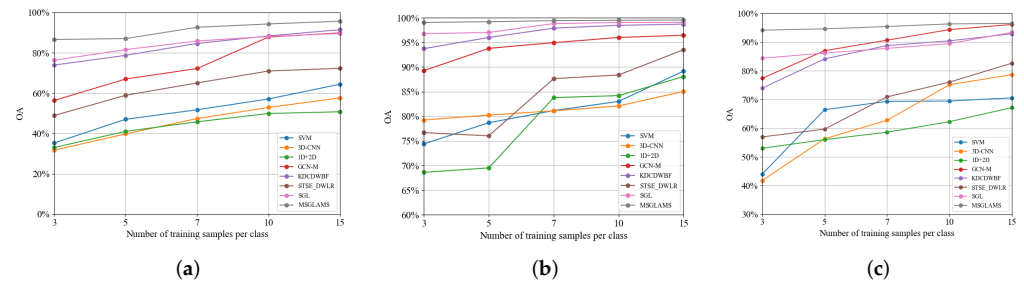 100%
80%
60%
40%
20%
0%
OA
3
5
7
10
15
Number of training samples per class
SVM
3D-CNN
1D+2D
GCN-M
KDCDWBF
STSE_DWLR
SGL
MSGLAMS
(a)
100%
95%
90%
85%
80%
75%
70%
65%
60%
OA
3
5
7
10
15
Number of training samples per class
SVM
3D-CNN
1D+2D
GCN-M
KDCDWBF
STSE_DWLR
SGL
MSGLAMS
(b)
100%
90%
80%
70%
60%
50%
40%
30%
OA
3
5
7
10
15
Number of training samples per class
SVM
3D-CNN
1D+2D
GCN-M
KDCDWBF
STSE_DWLR
SGL
MSGLAMS
(c)